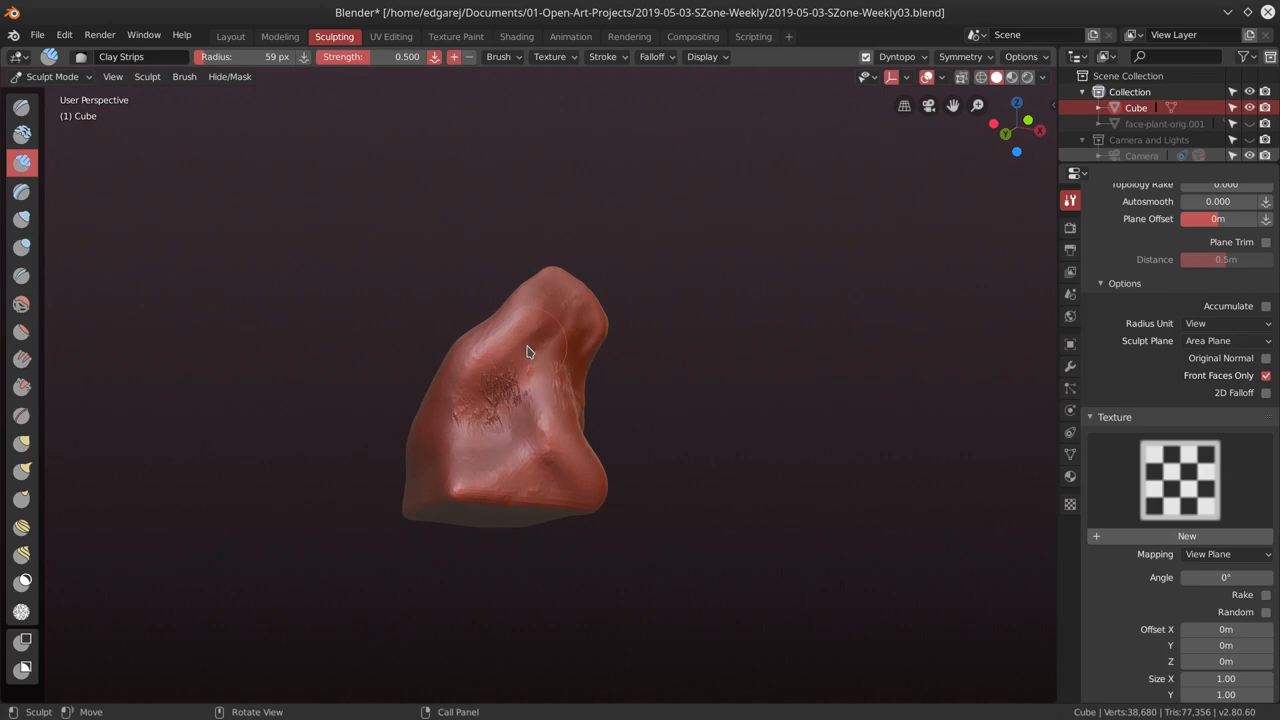 Blender* [/home/edgarej/Documents/01-Open-Art-Projects/2019-05-03-SZone-Weekly/2019-05-03-SZone-Weekly03.blend]
File Edit Render Window Help Layout Modeling Sculpting UV Editing Texture Paint Shading Animation Rendering Compositing Scripting + Scene View Layer
Clay Strips Radius: 59 px Strength: 0.500 Brush Texture Stroke Falloff Display Dyntopo Symmetry Options
Sculpt Mode View Sculpt Brush Hide/Mask
Scene Collection
Collection
Cube
face-plant-orig.001
Camera and Lights
Camera
User Perspective
(1) Cube
Z
X
Y
Topology Rake 0.000
Autosmooth 0.000
Plane Offset 0m
Plane Trim
Distance 0.5m
Options
Accumulate
Radius Unit View
Sculpt Plane Area Plane
Original Normal
Front Faces Only
2D Falloff
Texture
+ New
Mapping View Plane
Angle 0°
Rake
Random
Offset X 0m
Y 0m
Z 0m
Size X 1.00
Y 1.00
Sculpt Move Rotate View Call Panel Cube | Verts:38,680 | Tris:77,356 | v2.80.60